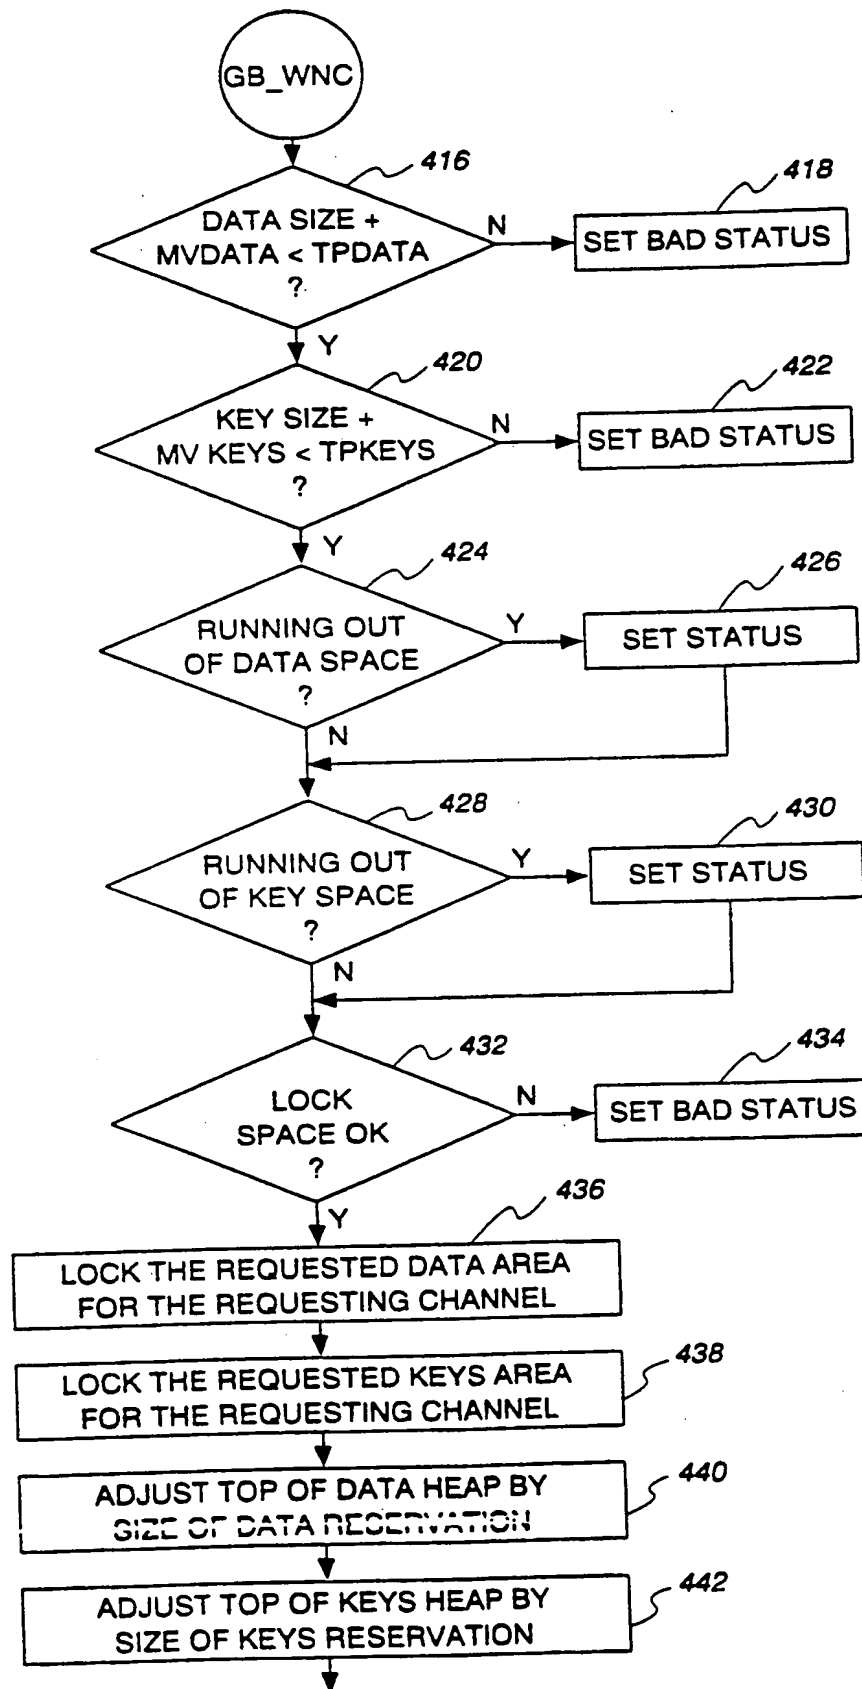 GB_WNC
416
DATA SIZE +
MVDATA < TPDATA
?
N
418
SET BAD STATUS
Y
420
KEY SIZE +
MV KEYS < TPKEYS
?
N
422
SET BAD STATUS
Y
424
RUNNING OUT
OF DATA SPACE
?
Y
426
SET STATUS
N
428
RUNNING OUT
OF KEY SPACE
?
Y
430
SET STATUS
N
432
LOCK
SPACE OK
?
N
434
SET BAD STATUS
Y
436
LOCK THE REQUESTED DATA AREA
FOR THE REQUESTING CHANNEL
438
LOCK THE REQUESTED KEYS AREA
FOR THE REQUESTING CHANNEL
440
ADJUST TOP OF DATA HEAP BY
SIZE OF DATA RESERVATION
442
ADJUST TOP OF KEYS HEAP BY
SIZE OF KEYS RESERVATION